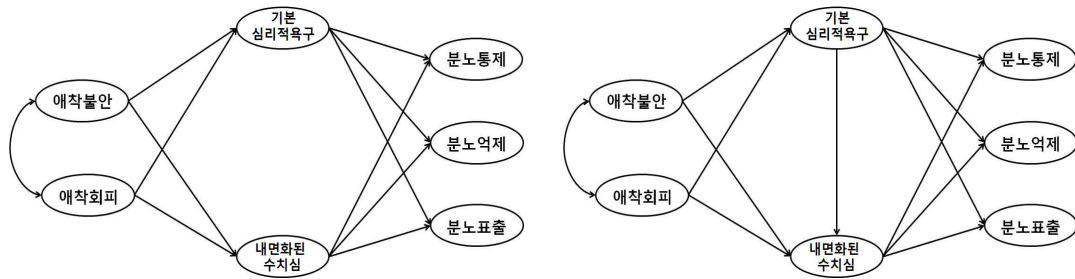 기본
심리적욕구
분노통제
애착불안
분노억제
애착회피
분노표출
내면화된
수치심
기본
심리적욕구
분노통제
애착불안
분노억제
애착회피
분노표출
내면화된
수치심